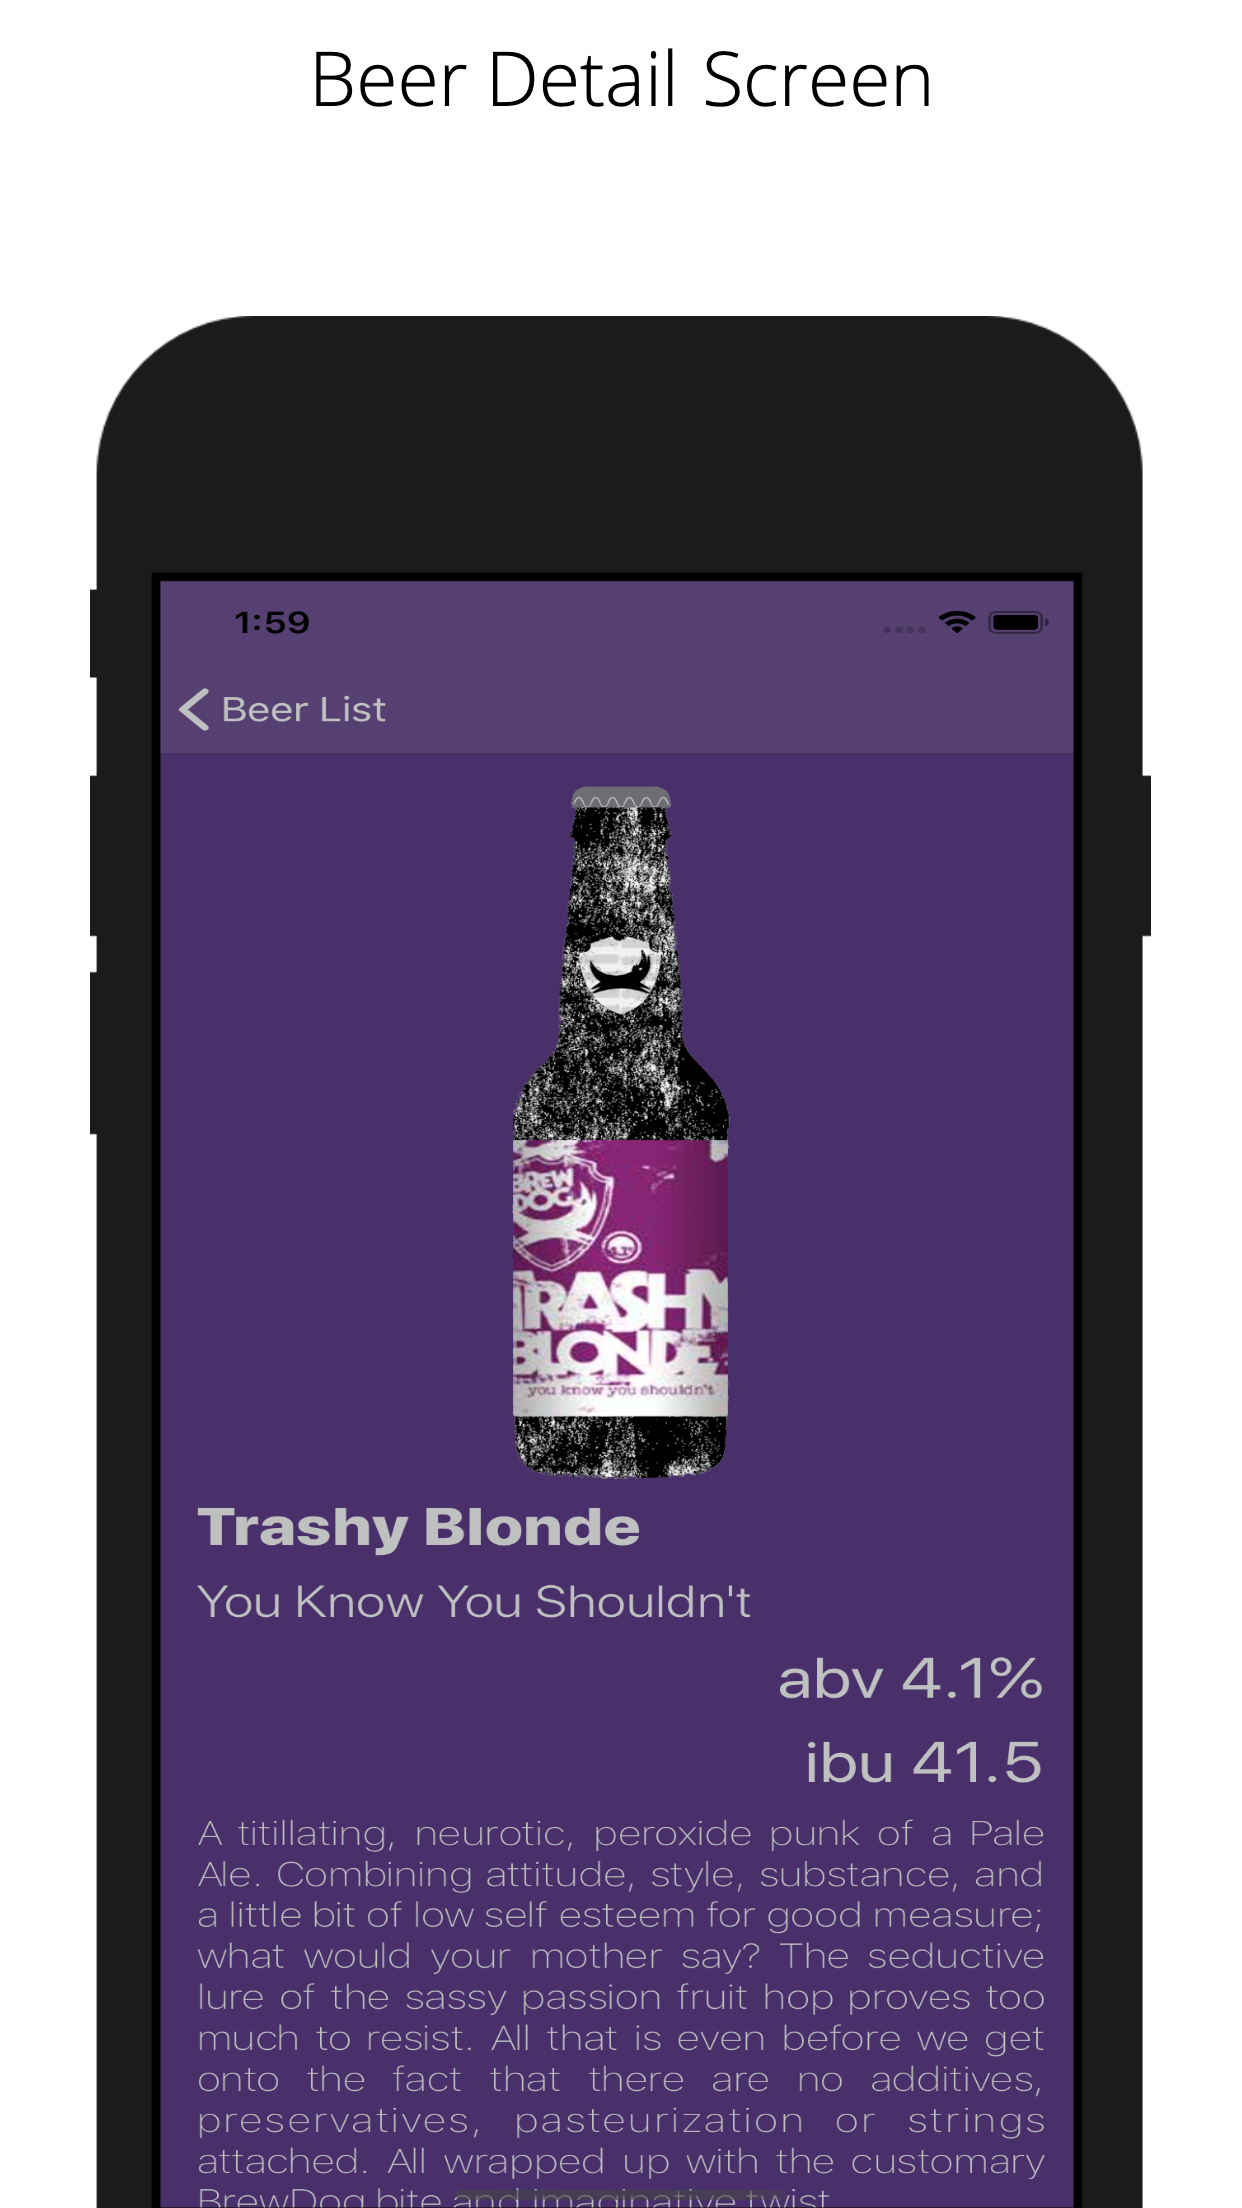 Beer Detail Screen
1:59
Beer List
BREW
DOG
TRASHY
BLONDE
you know you shouldn't
Trashy Blonde
You Know You Shouldn't
abv 4.1%
ibu 41.5
A titillating, neurotic, peroxide punk of a Pale
Ale. Combining attitude, style, substance, and
a little bit of low self esteem for good measure;
what would your mother say? The seductive
lure of the sassy passion fruit hop proves too
much to resist. All that is even before we get
onto the fact that there are no additives,
preservatives, pasteurization or strings
attached. All wrapped up with the customary
BrewDog bite and imaginative twist.